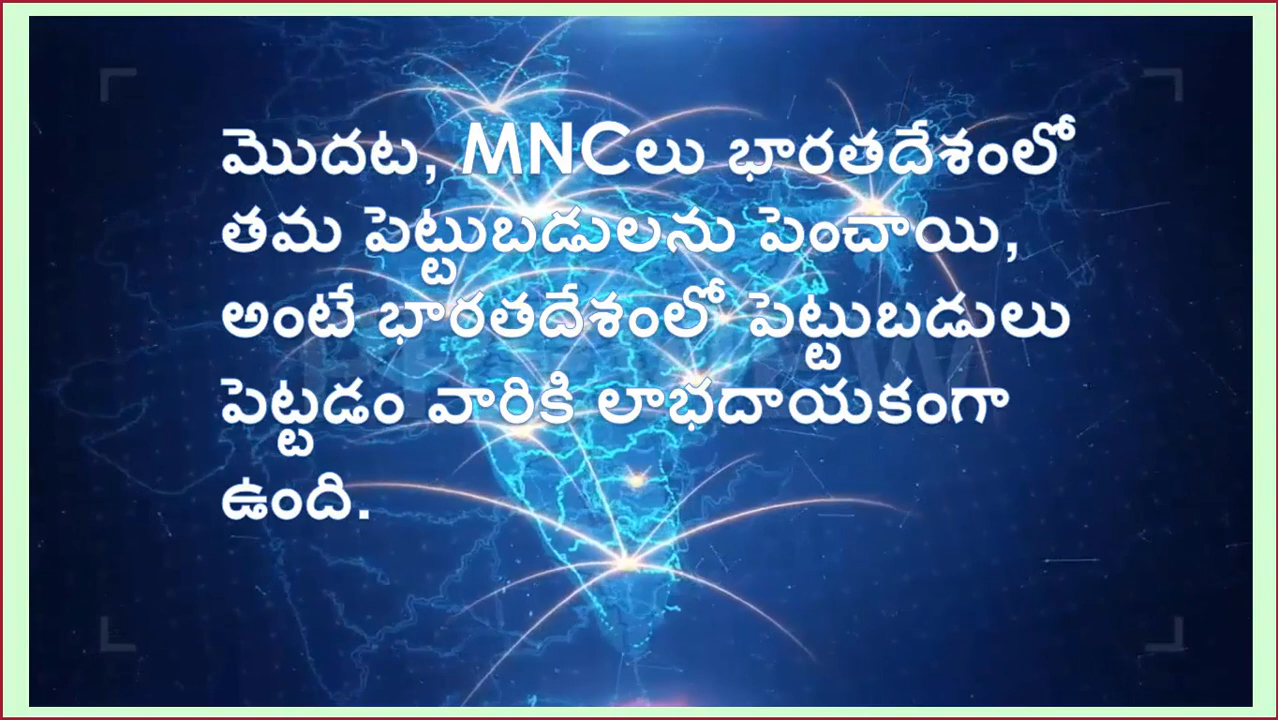 మొదట, MNCలు భారతదేశంలో
తమ పెట్టుబడులను పెంచాయి,
అంటే భారతదేశంలో పెట్టుబడులు
పెట్టడం వారికి లాభదాయకంగా
ఉంది.